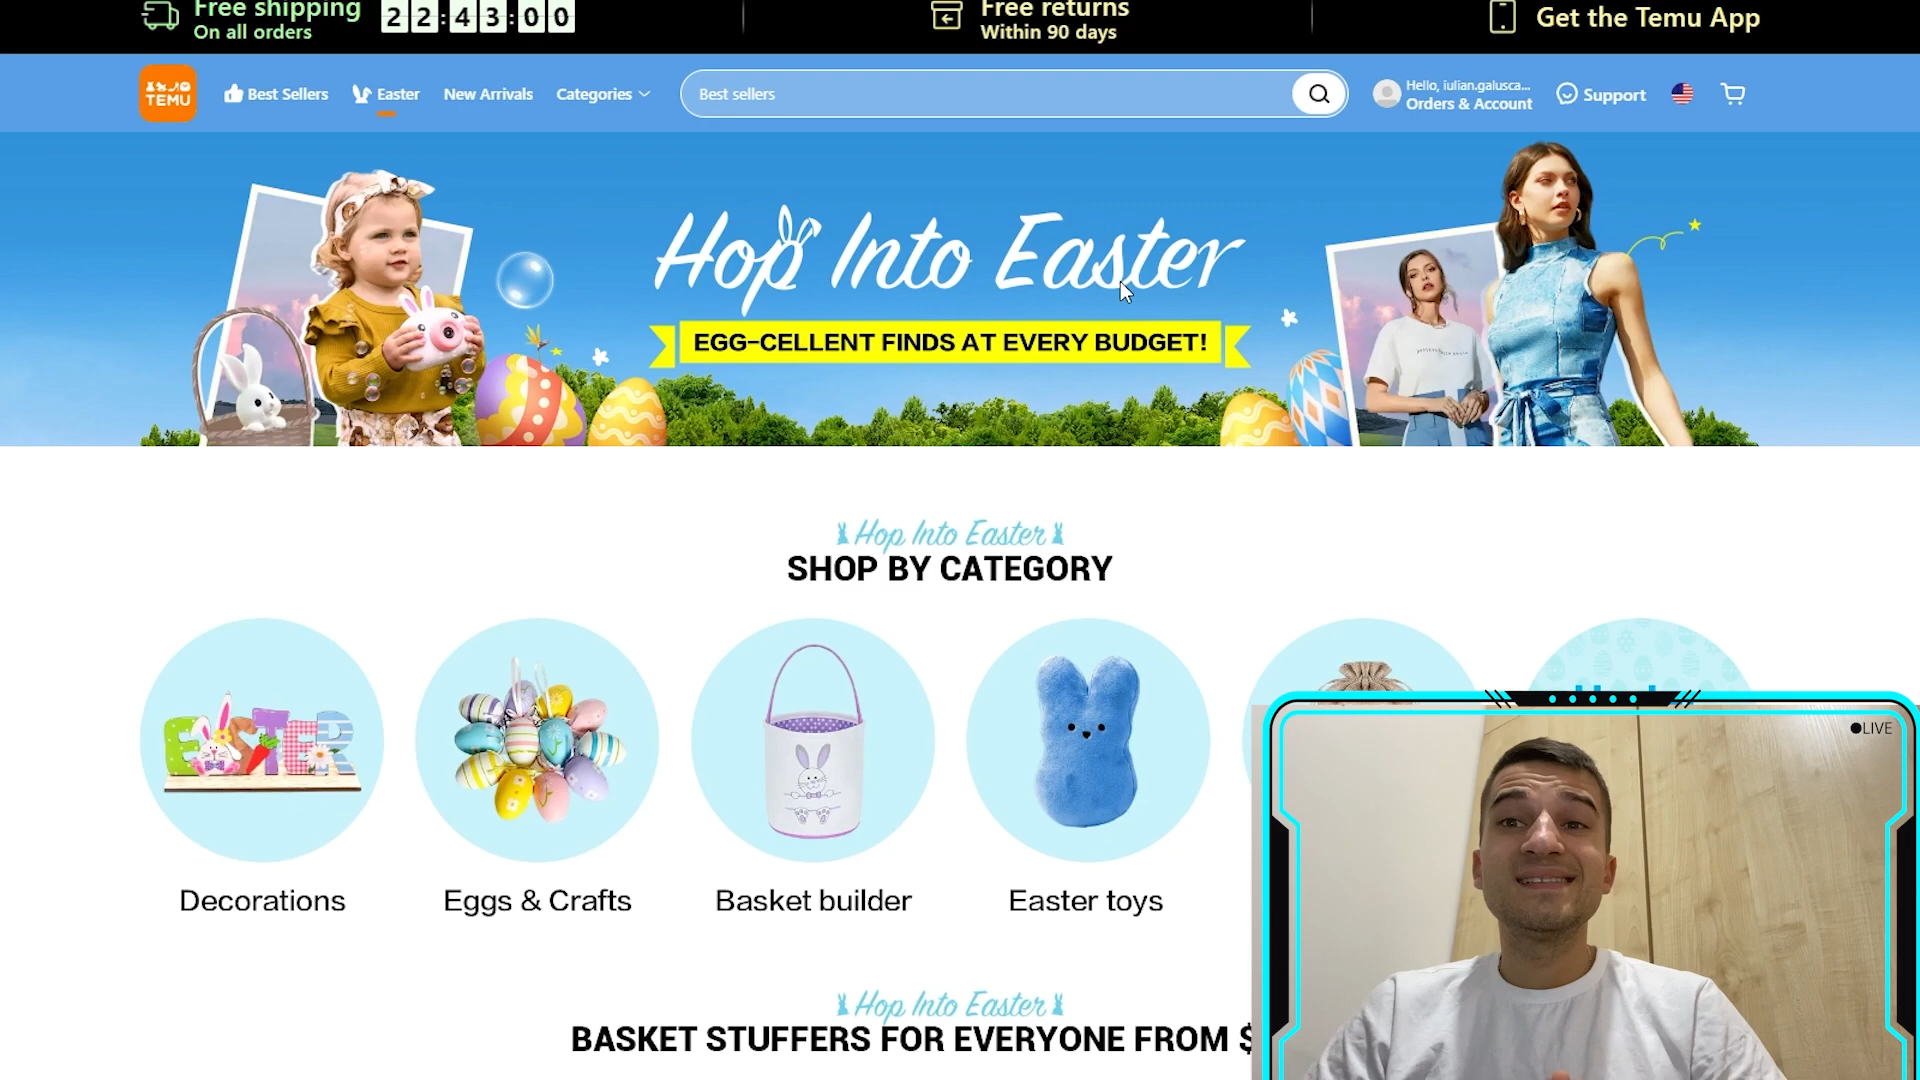 Free shipping
On all orders
22:43:00
Free returns
Within 90 days
Get the Temu App
TEMU
Best Sellers
Easter
New Arrivals
Categories
Best sellers
Hello, iulian.galusca...
Orders & Account
Support
Hop Into Easter
EGG-CELLENT FINDS AT EVERY BUDGET!
Hop Into Easter
SHOP BY CATEGORY
EASTER
Decorations
Eggs & Crafts
Basket builder
Easter toys
LIVE
Hop Into Easter
BASKET STUFFERS FOR EVERYONE FROM $